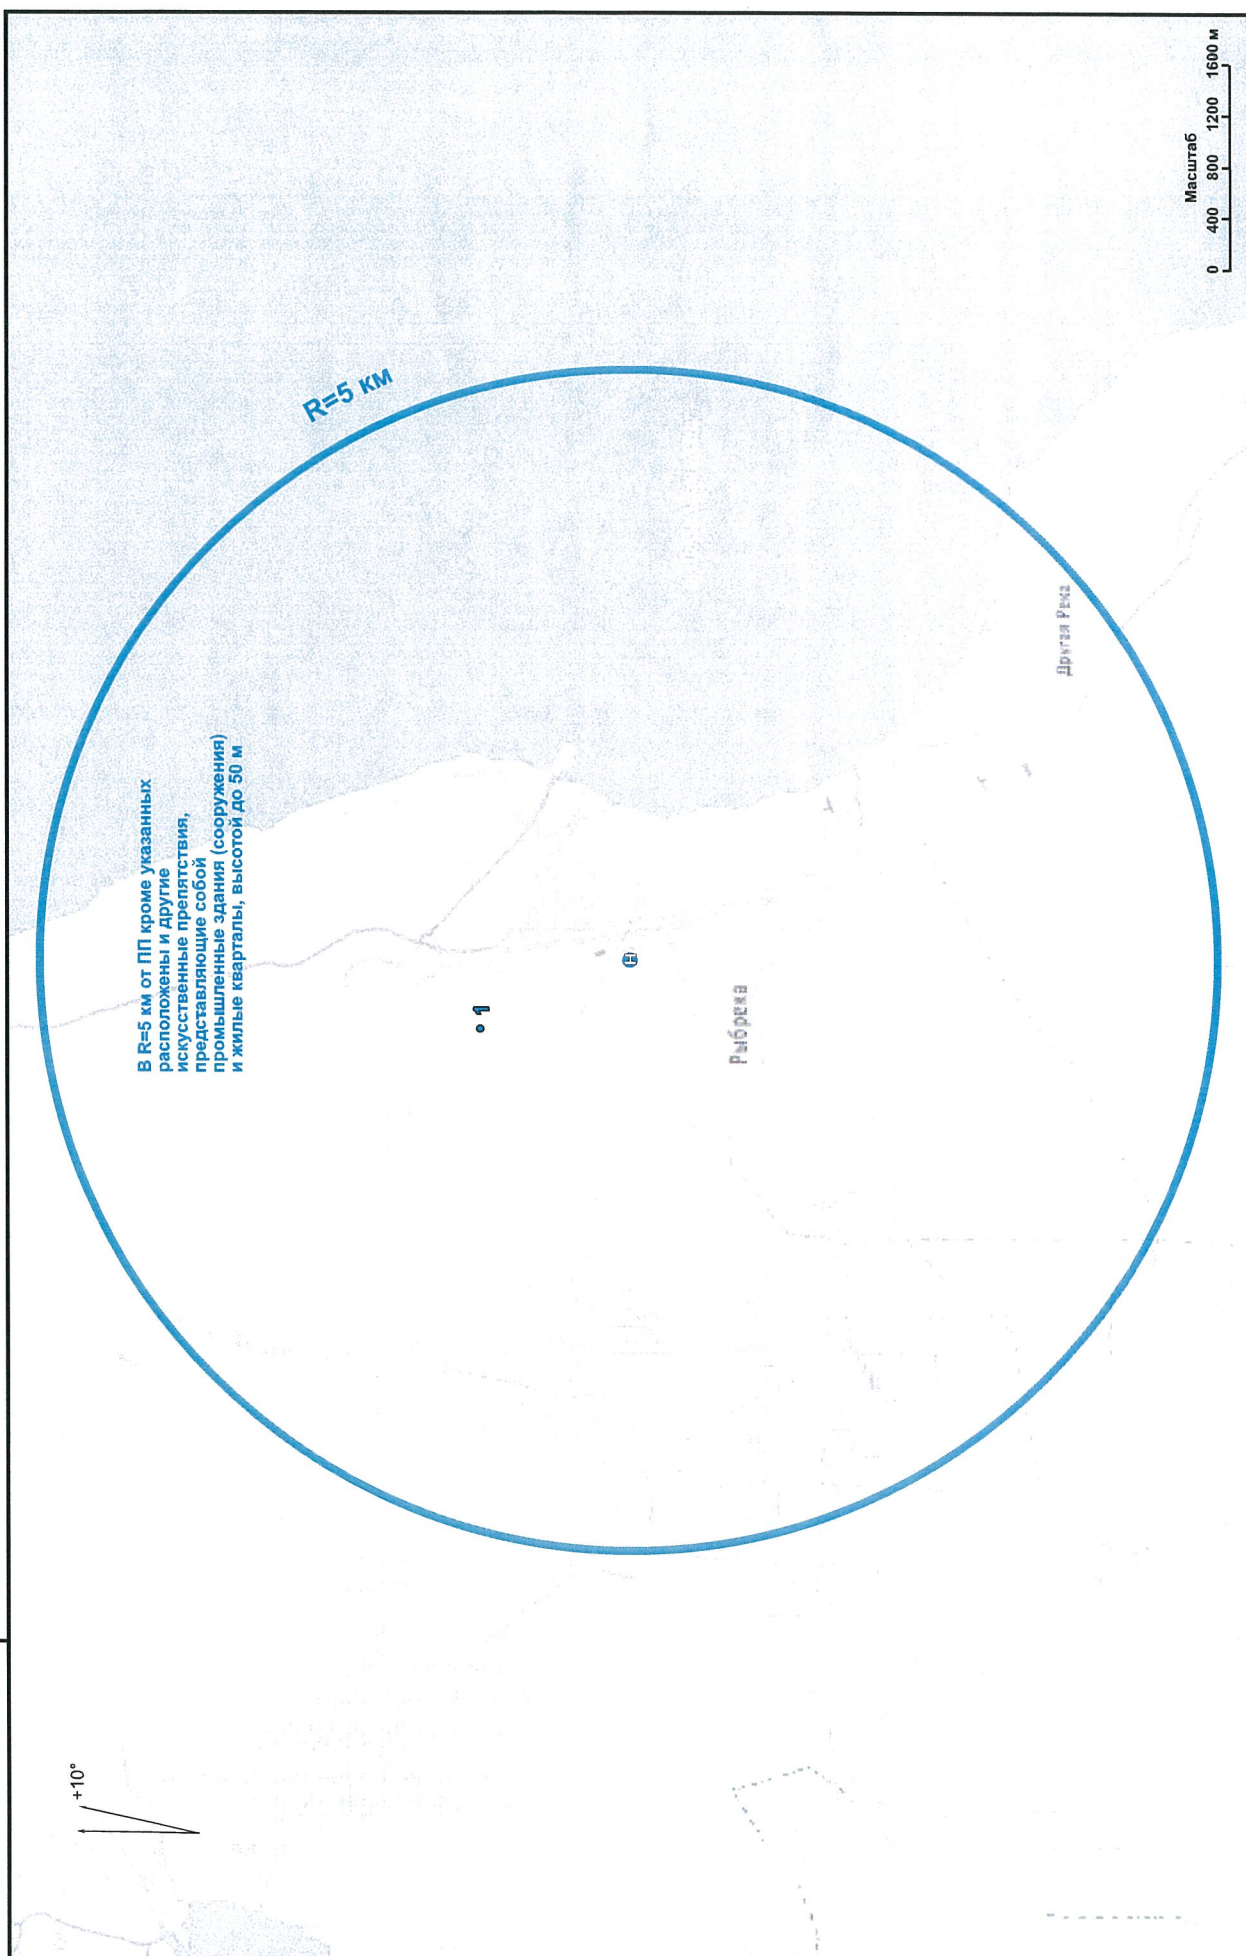 +10°
R=5 км
В R=5 км от ПП кроме указанных
расположены и другие
искусственные препятствия,
представляющие собой
промышленные здания (сооружения)
и жилые кварталы, высотой до 50 м
1
H
Рыбрека
Другая Река
Масштаб
0 400 800 1200 1600 м